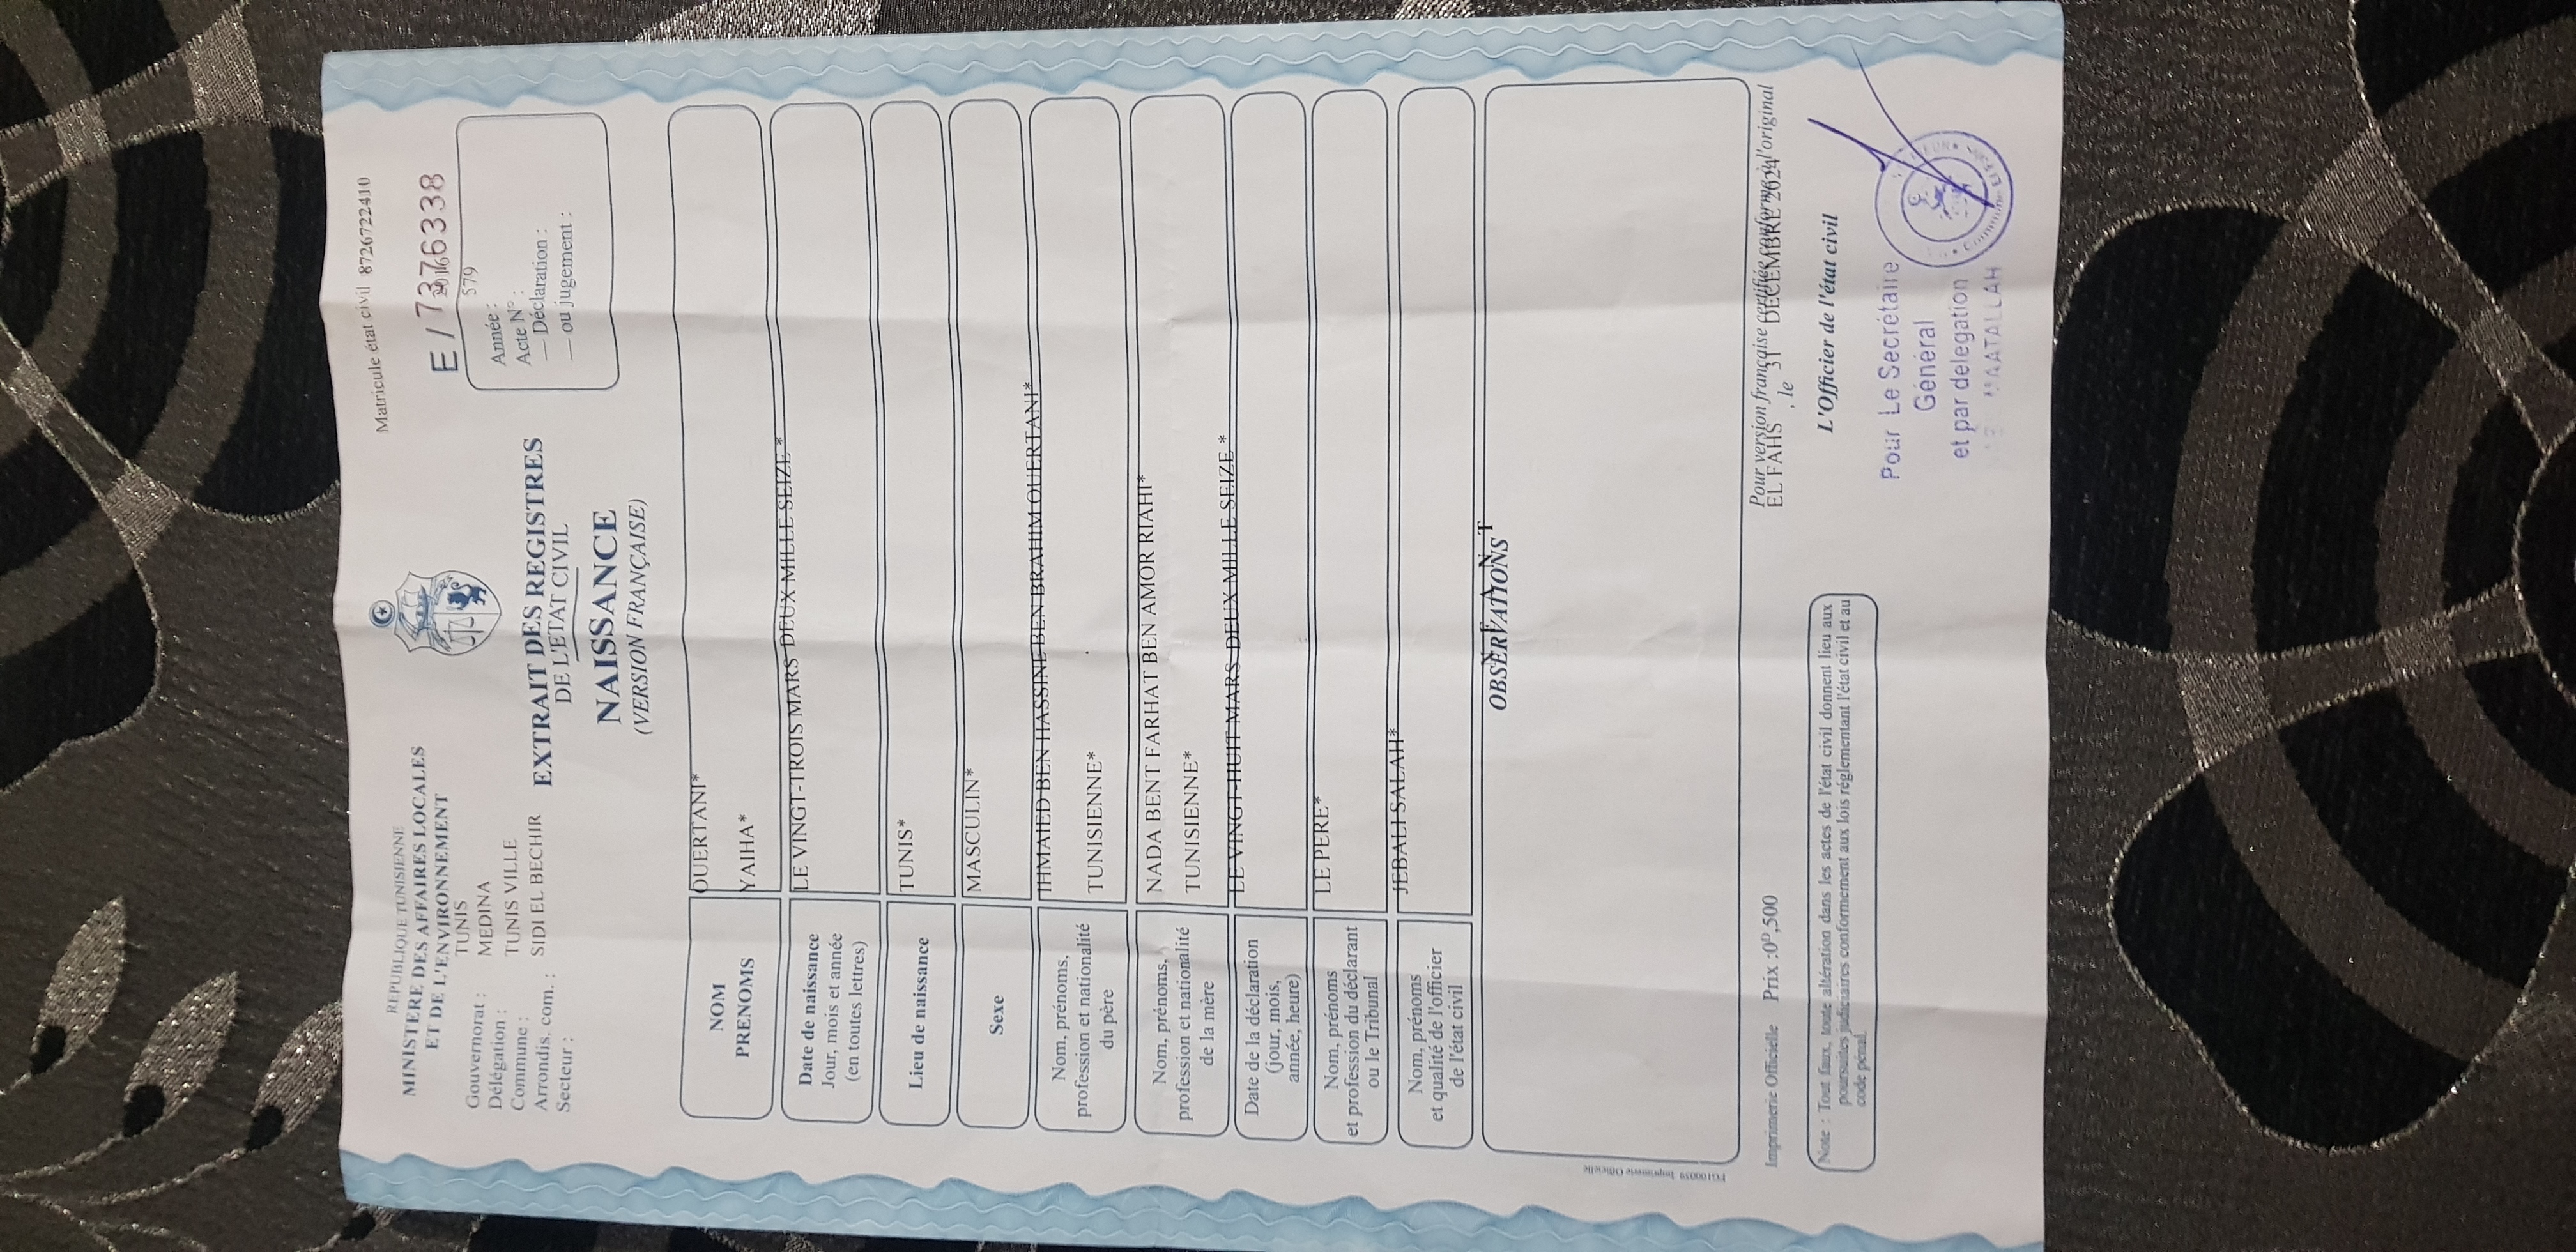 REPUBLIQUE TUNISIENNE
MINISTERE DES AFFAIRES LOCALES
ET DE L'ENVIRONNEMENT
Gouvernorat : TUNIS
Délégation : MEDINA
Commune : TUNIS VILLE
Arrondis. com. : SIDI EL BECHIR
Secteur :
Matricule état civil 8726722410
E / 7376338
Année :
579
Acte N° :
— Déclaration :
— ou jugement :
EXTRAIT DES REGISTRES
DE L'ETAT CIVIL
NAISSANCE
(VERSION FRANÇAISE)
NOM OUERTANI*
PRENOMS YAIHA*
Date de naissance
Jour, mois et année
(en toutes lettres)
LE VINGT-TROIS MARS DEUX MILLE SEIZE*
Lieu de naissance TUNIS*
Sexe MASCULIN*
Nom, prénoms,
profession et nationalité
du père
IHMAIED BEN HASSINE BEN BRAHIM OUERTANI*
TUNISIENNE*
Nom, prénoms,
profession et nationalité
de la mère
NADA BENT FARHAT BEN AMOR RIAHI*
TUNISIENNE*
Date de la déclaration
(jour, mois,
année, heure)
LE VINGT-HUIT MARS DEUX MILLE SEIZE*
Nom, prénoms
et profession du déclarant
ou le Tribunal
LE PERE*
Nom, prénoms
et qualité de l'officier
de l'état civil
JEBALI SALAH*
OBSERVATIONS
N E A N T
FG100039 Imprimerie Officielle
Imprimerie Officielle Prix :0D,500
Pour version française certifiée conforme à l'original
EL FAHS , le 31 DECEMBRE 2024
L'Officier de l'état civil
Note : Tout faux, toute altération dans les actes de l'état civil donnent lieu aux
poursuites judiciaires conformement aux lois réglementant l'état civil et au
code pénal.
Pour Le Secrétaire
Général
et par delegation
MAATALLAH